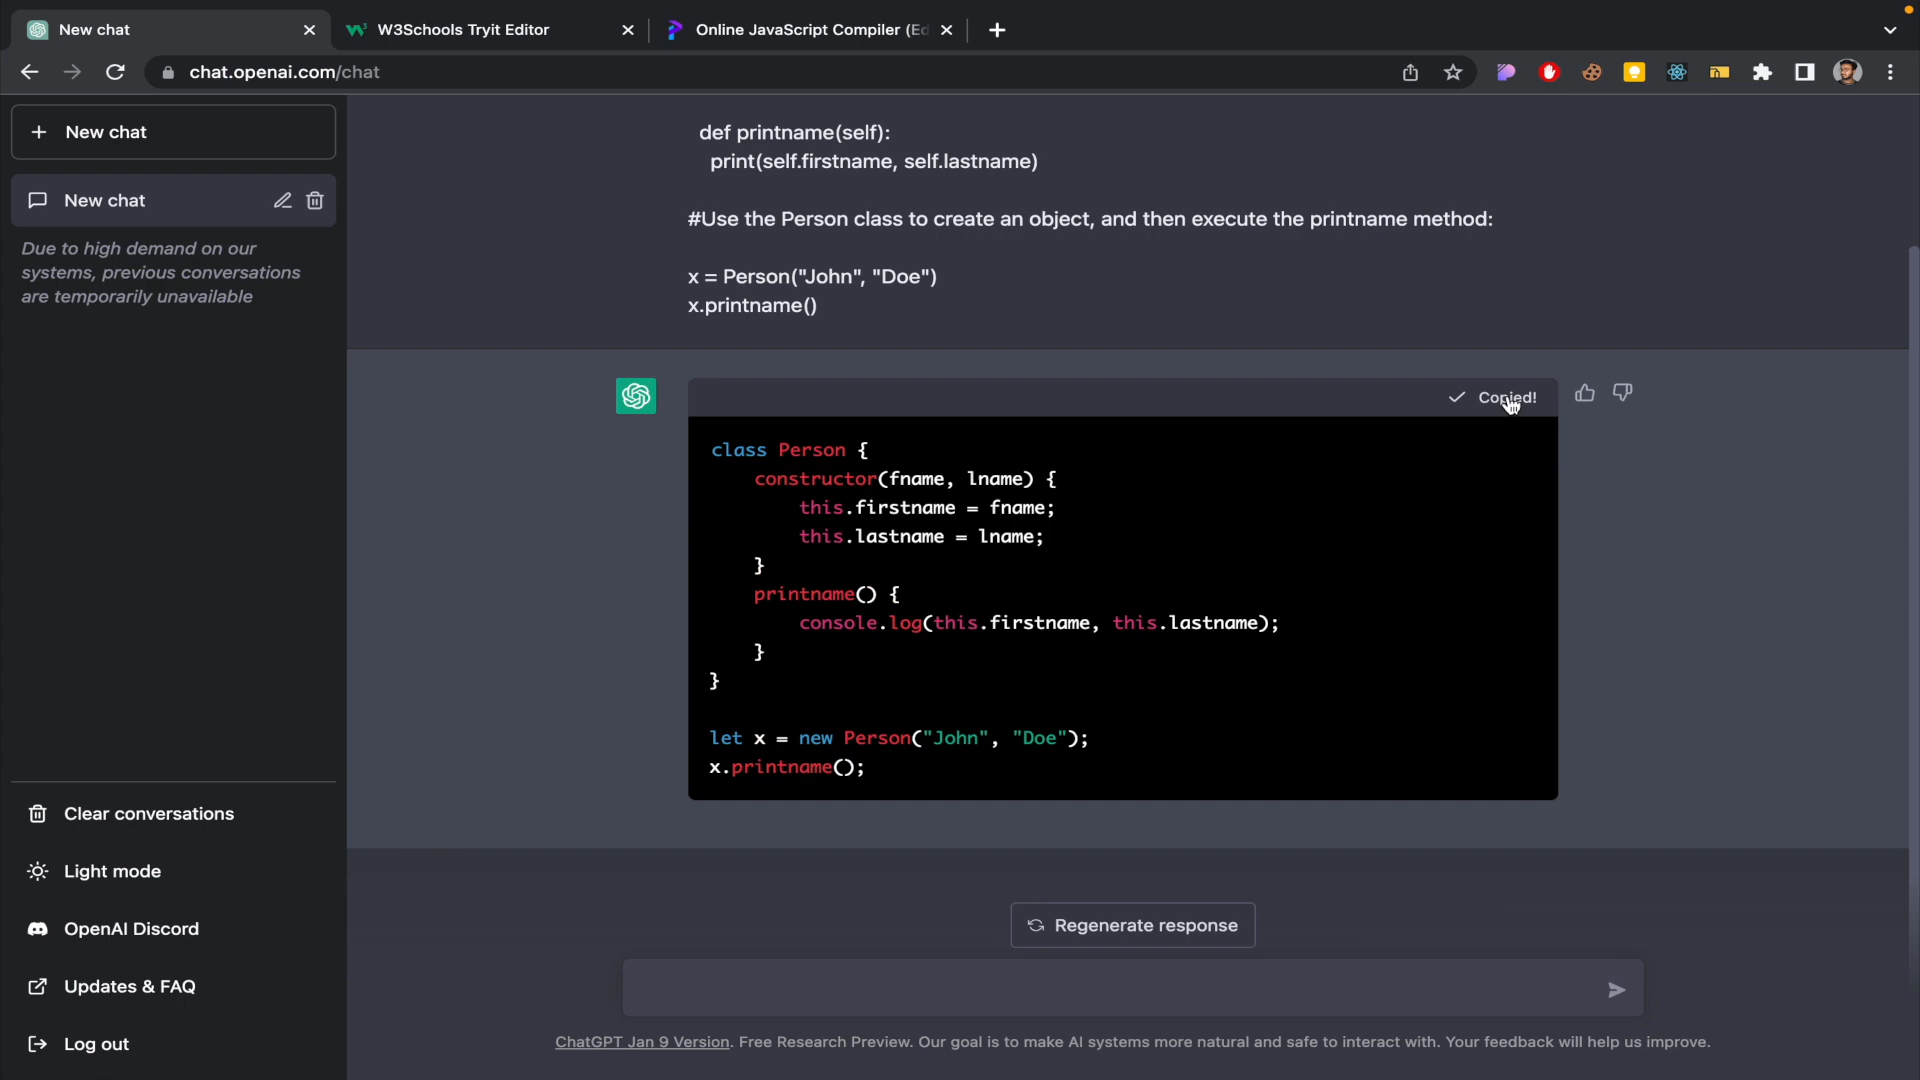 New chat
W3Schools Tryit Editor
Online JavaScript Compiler (Ed
chat.openai.com/chat
New chat
New chat
Due to high demand on our
systems, previous conversations
are temporarily unavailable
Clear conversations
Light mode
OpenAI Discord
Updates & FAQ
Log out
def printname(self):
print(self.firstname, self.lastname)
#Use the Person class to create an object, and then execute the printname method:
x = Person("John", "Doe")
x.printname()
Copied!
class Person {
constructor(fname, lname) {
this.firstname = fname;
this.lastname = lname;
}
printname() {
console.log(this.firstname, this.lastname);
}
}
let x = new Person("John", "Doe");
x.printname();
Regenerate response
ChatGPT Jan 9 Version. Free Research Preview. Our goal is to make AI systems more natural and safe to interact with. Your feedback will help us improve.